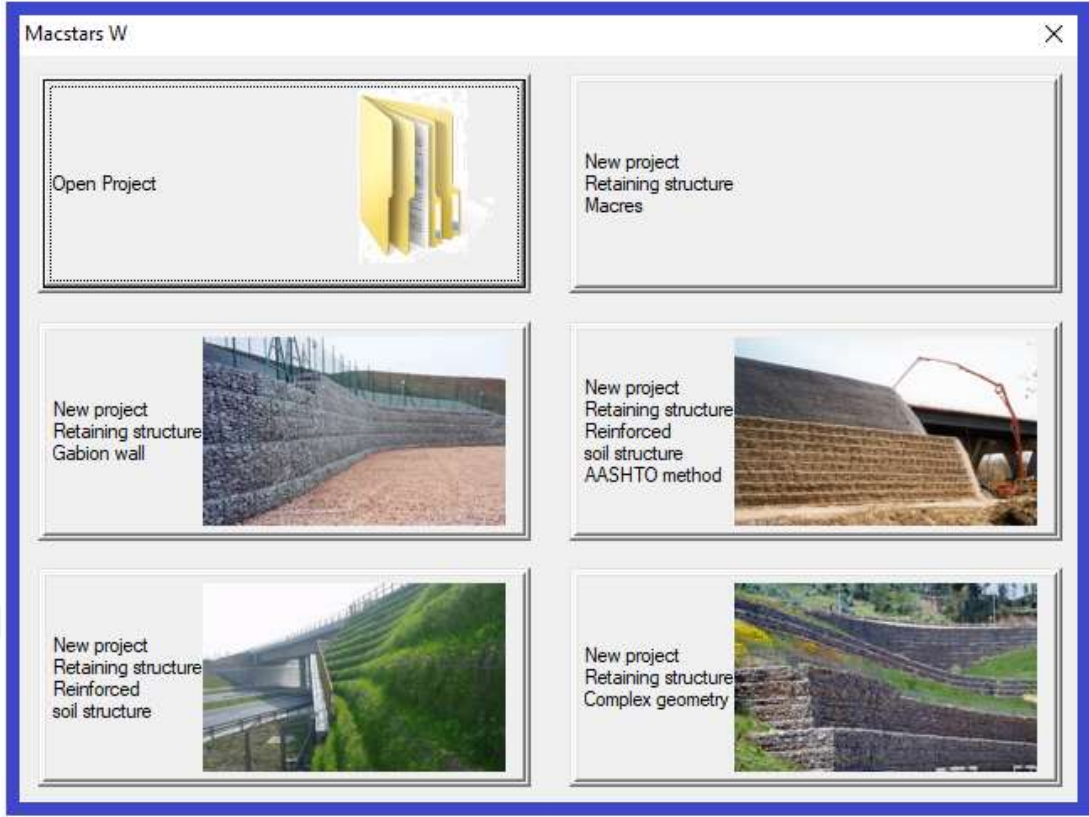 Macstars W
Open Project
New project
Retaining structure
Macres
New project
Retaining structure
Gabion wall
New project
Retaining structure
Reinforced
soil structure
AASHTO method
New project
Retaining structure
Reinforced
soil structure
New project
Retaining structure
Complex geometry